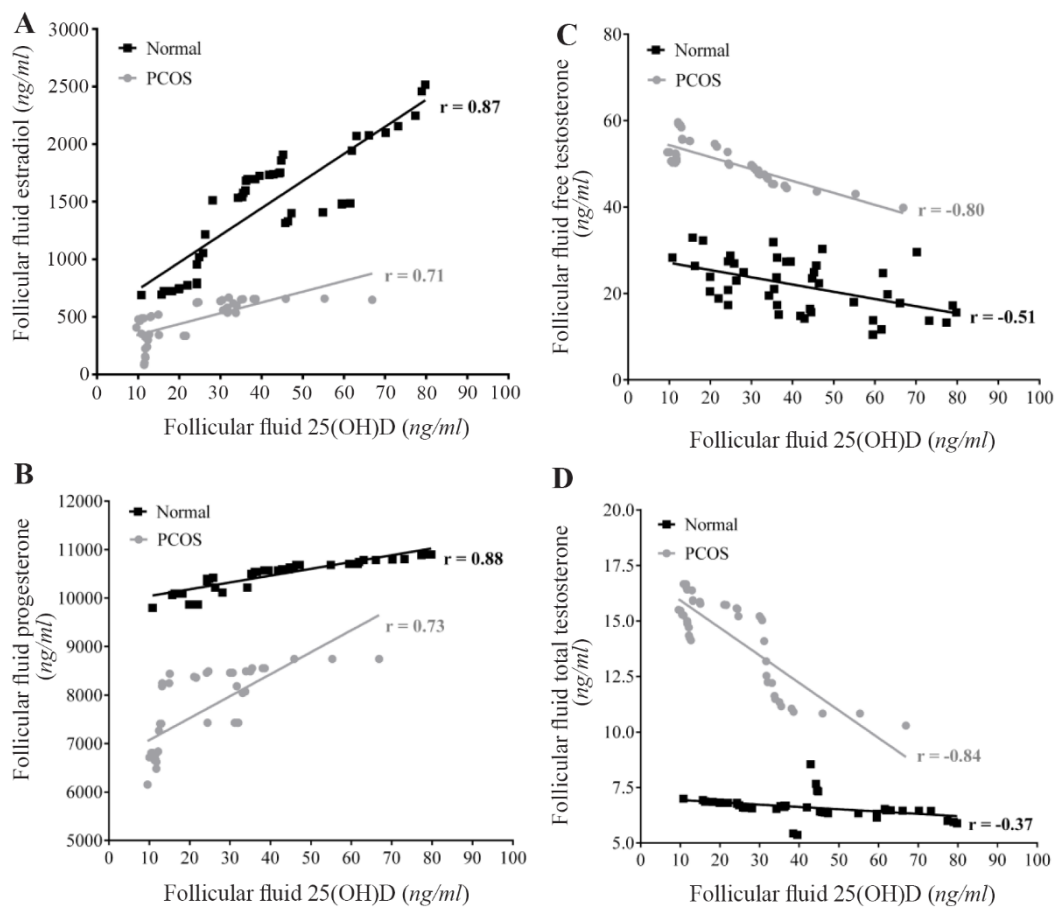 A
Follicular fluid estradiol (ng/ml)
3000
2500
2000
1500
1000
500
0
Normal
PCOS
r = 0.87
r = 0.71
0 10 20 30 40 50 60 70 80 90 100
Follicular fluid 25(OH)D (ng/ml)
C
Follicular fluid free testosterone
(ng/ml)
80
60
40
20
0
Normal
PCOS
r = -0.80
r = -0.51
0 10 20 30 40 50 60 70 80 90 100
Follicular fluid 25(OH)D (ng/ml)
B
Follicular fluid progesterone
(ng/ml)
12000
11000
10000
9000
8000
7000
6000
5000
Normal
PCOS
r = 0.88
r = 0.73
0 10 20 30 40 50 60 70 80 90 100
Follicular fluid 25(OH)D (ng/ml)
D
Follicular fluid total testosterone
(ng/ml)
20.0
17.5
15.0
12.5
10.0
7.5
5.0
Normal
PCOS
r = -0.84
r = -0.37
0 10 20 30 40 50 60 70 80 90 100
Follicular fluid 25(OH)D (ng/ml)